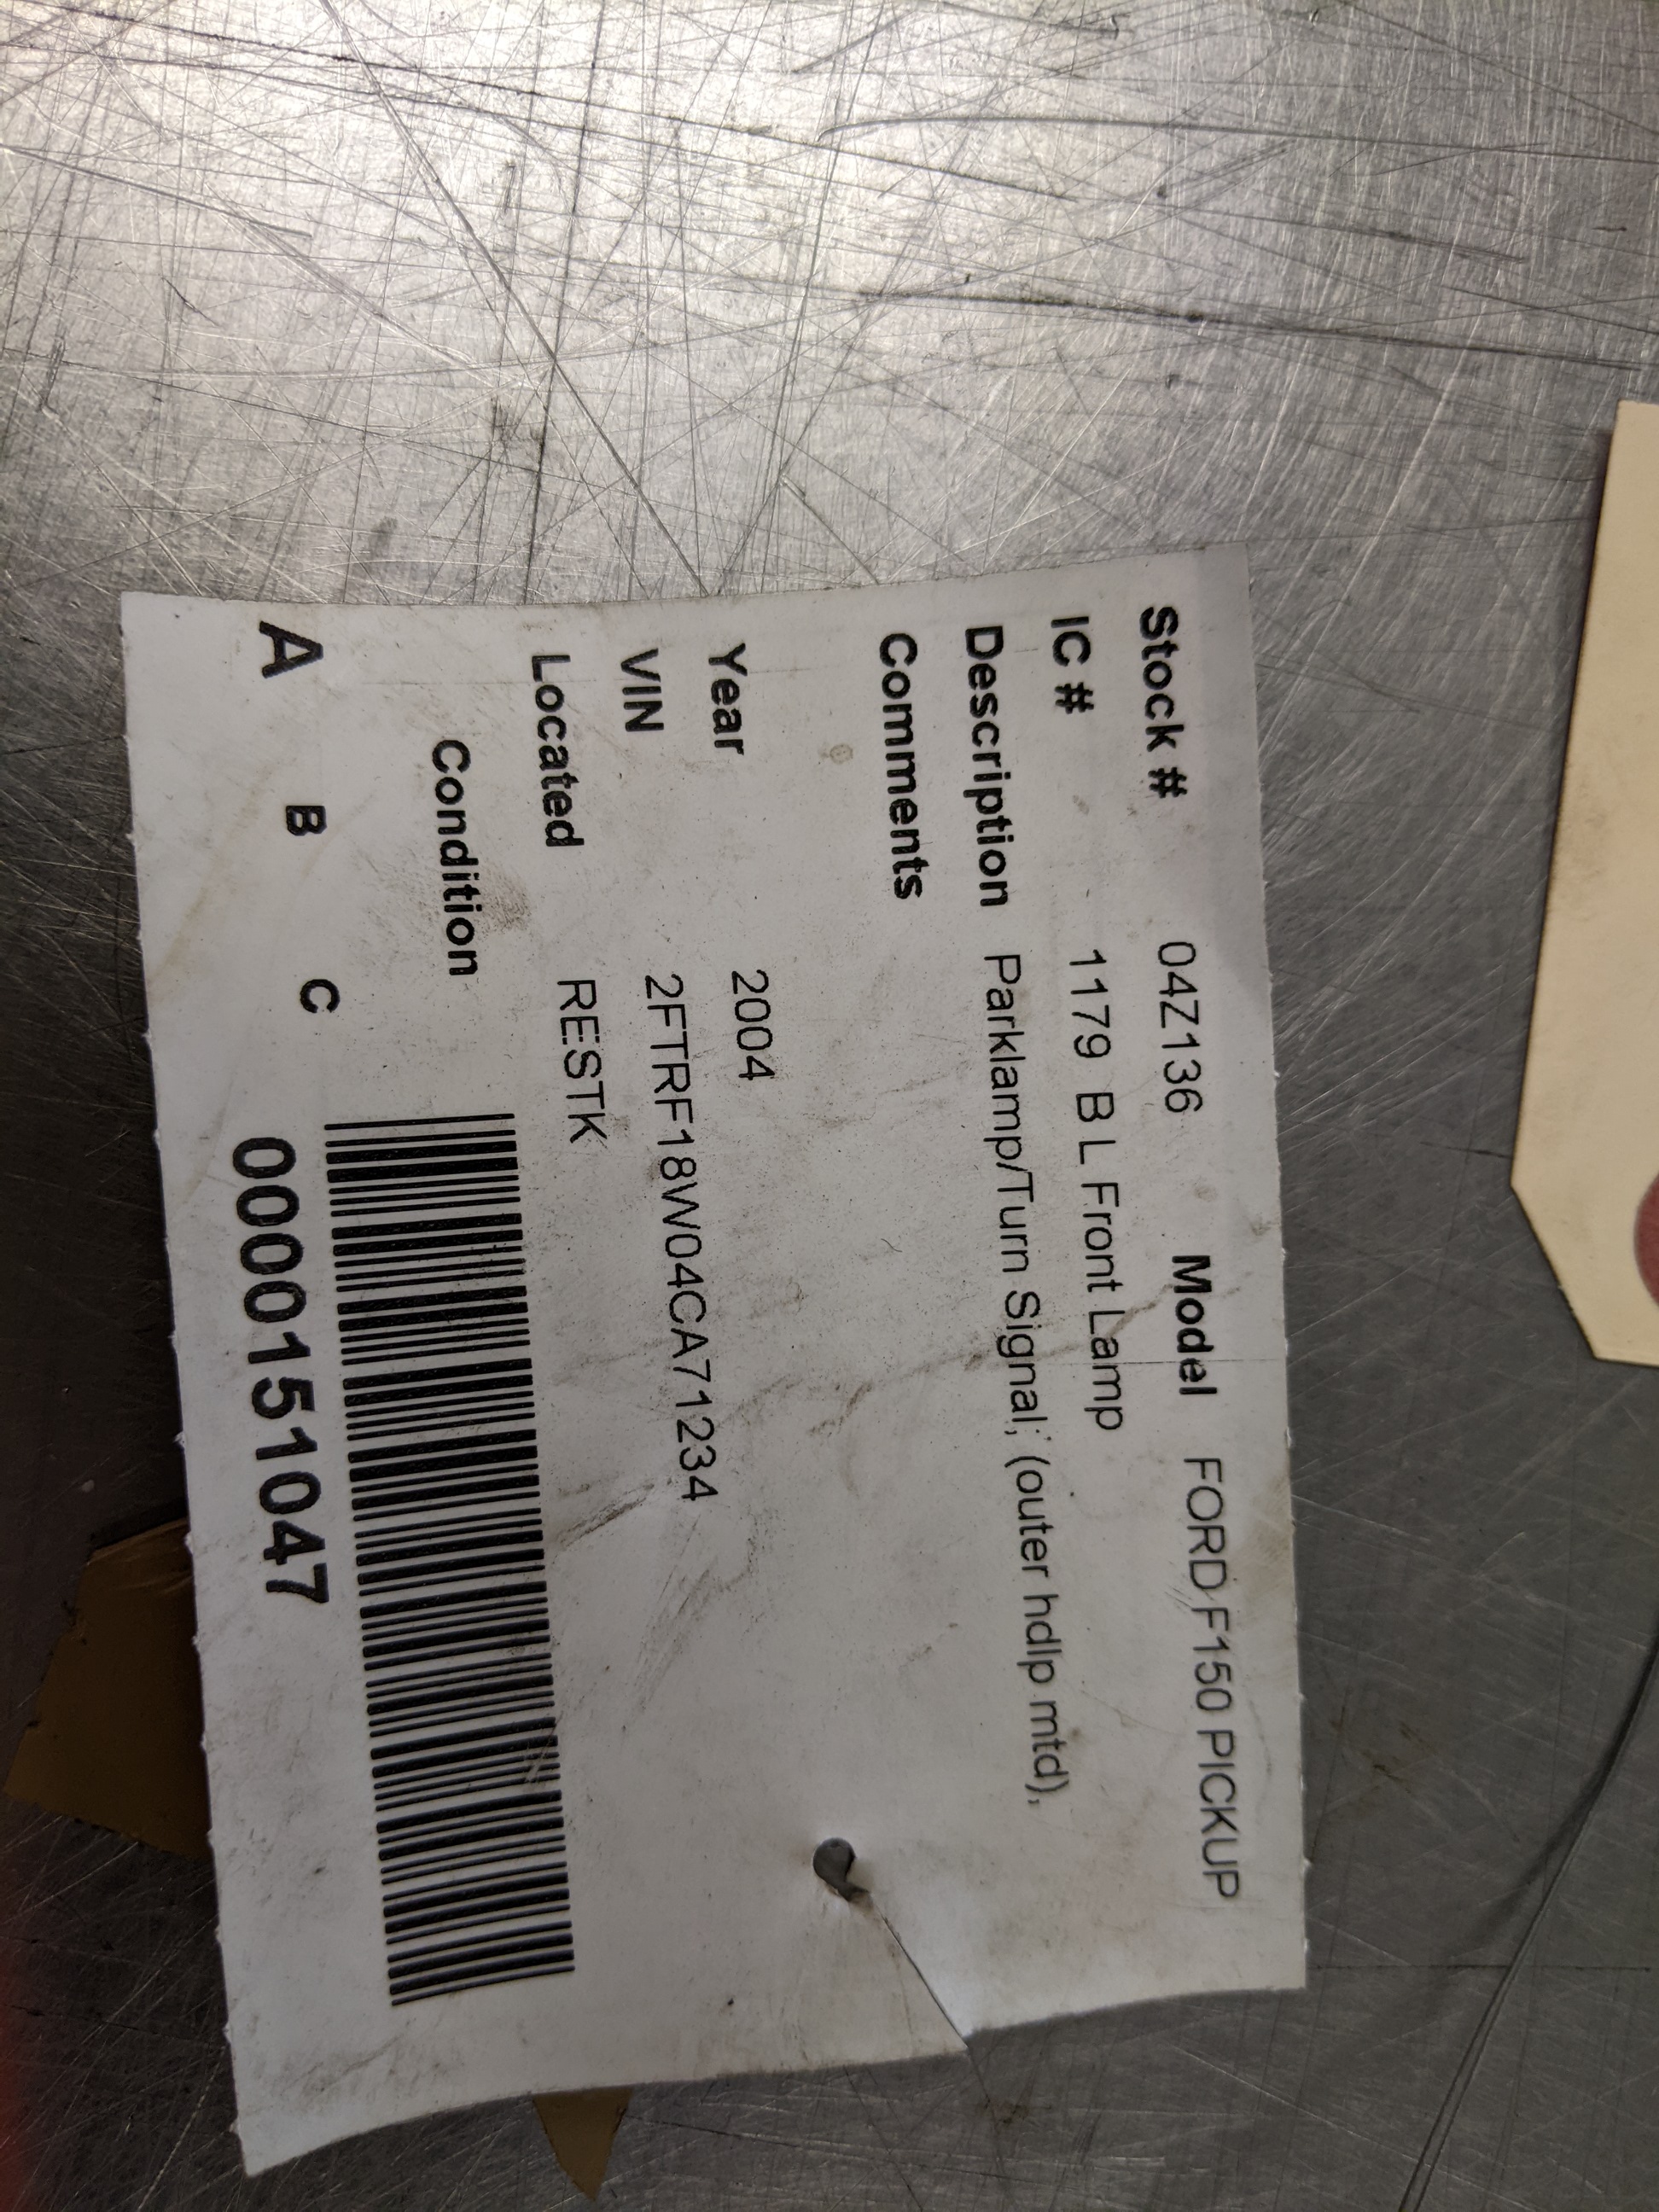 Stock # 04Z136 Model FORD F150 PICKUP
IC # 1179 B L Front Lamp
Description Parklamp/Turn Signal; (outer hdlp mtd),
Comments
Year 2004
VIN 2FTRF18W04CA71234
Located RESTK
Condition
A B C
0000151047